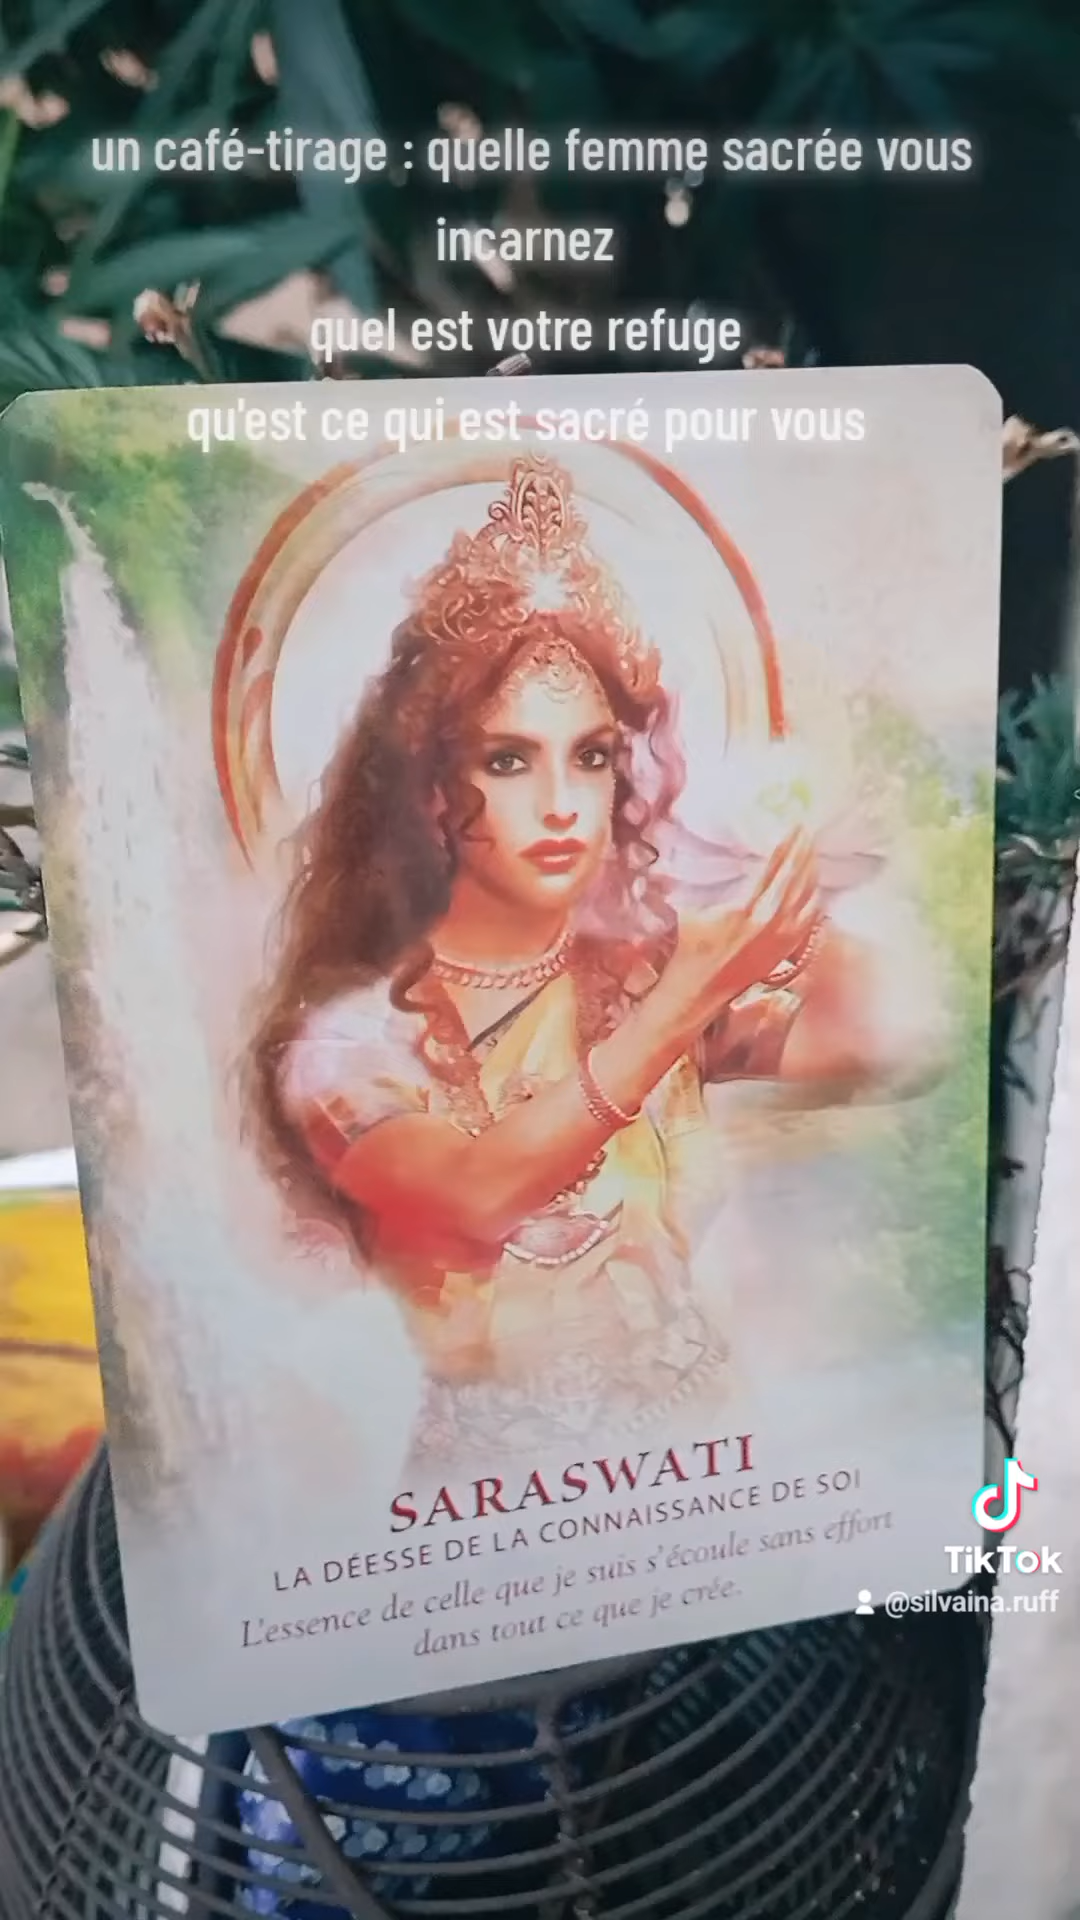 un café-tirage : quelle femme sacrée vous
incarnez
quel est votre refuge
qu'est ce qui est sacré pour vous
SARASWATI
LA DÉESSE DE LA CONNAISSANCE DE SOI
L'essence de celle que je suis s'écoule sans effort
dans tout ce que je crée.
TikTok
@silvaina.ruff